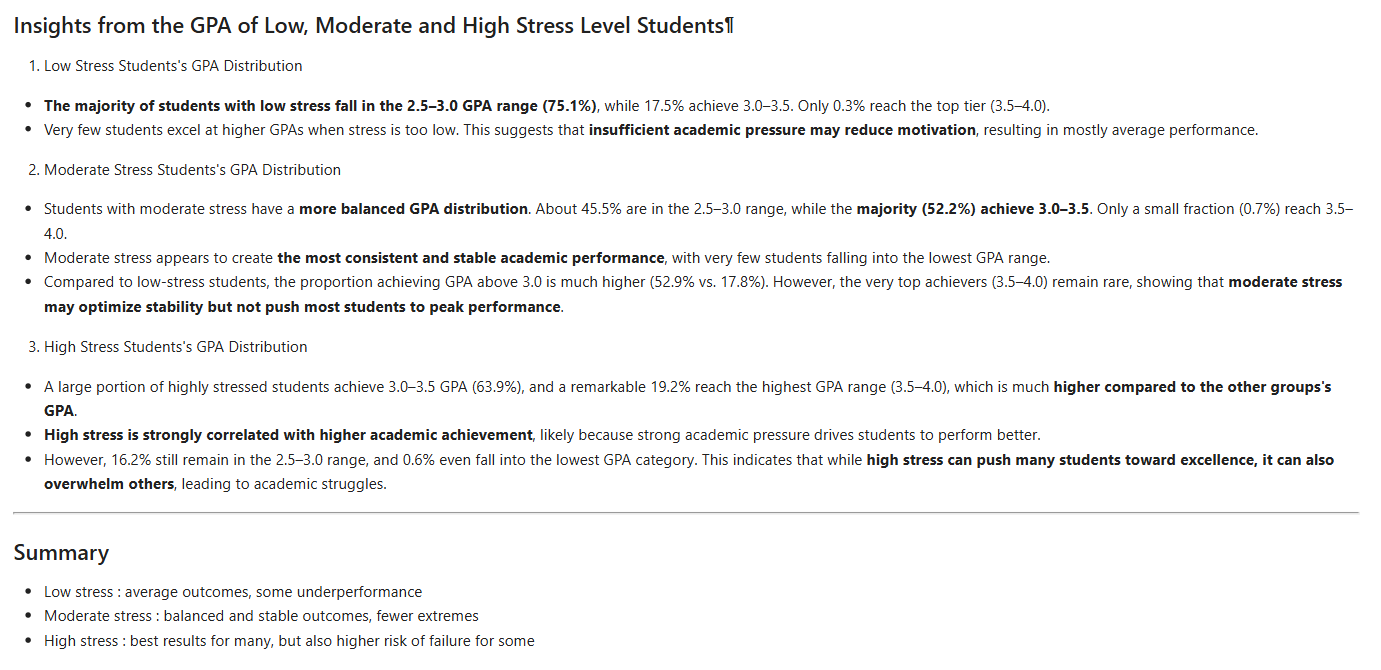 Insights from the GPA of Low, Moderate and High Stress Level Students¶
1. Low Stress Students's GPA Distribution
• The majority of students with low stress fall in the 2.5–3.0 GPA range (75.1%), while 17.5% achieve 3.0–3.5. Only 0.3% reach the top tier (3.5–4.0).
• Very few students excel at higher GPAs when stress is too low. This suggests that insufficient academic pressure may reduce motivation, resulting in mostly average performance.
2. Moderate Stress Students's GPA Distribution
• Students with moderate stress have a more balanced GPA distribution. About 45.5% are in the 2.5–3.0 range, while the majority (52.2%) achieve 3.0–3.5. Only a small fraction (0.7%) reach 3.5–
4.0.
• Moderate stress appears to create the most consistent and stable academic performance, with very few students falling into the lowest GPA range.
• Compared to low-stress students, the proportion achieving GPA above 3.0 is much higher (52.9% vs. 17.8%). However, the very top achievers (3.5–4.0) remain rare, showing that moderate stress
may optimize stability but not push most students to peak performance.
3. High Stress Students's GPA Distribution
• A large portion of highly stressed students achieve 3.0–3.5 GPA (63.9%), and a remarkable 19.2% reach the highest GPA range (3.5–4.0), which is much higher compared to the other groups's
GPA.
• High stress is strongly correlated with higher academic achievement, likely because strong academic pressure drives students to perform better.
• However, 16.2% still remain in the 2.5–3.0 range, and 0.6% even fall into the lowest GPA category. This indicates that while high stress can push many students toward excellence, it can also
overwhelm others, leading to academic struggles.
Summary
• Low stress : average outcomes, some underperformance
• Moderate stress : balanced and stable outcomes, fewer extremes
• High stress : best results for many, but also higher risk of failure for some